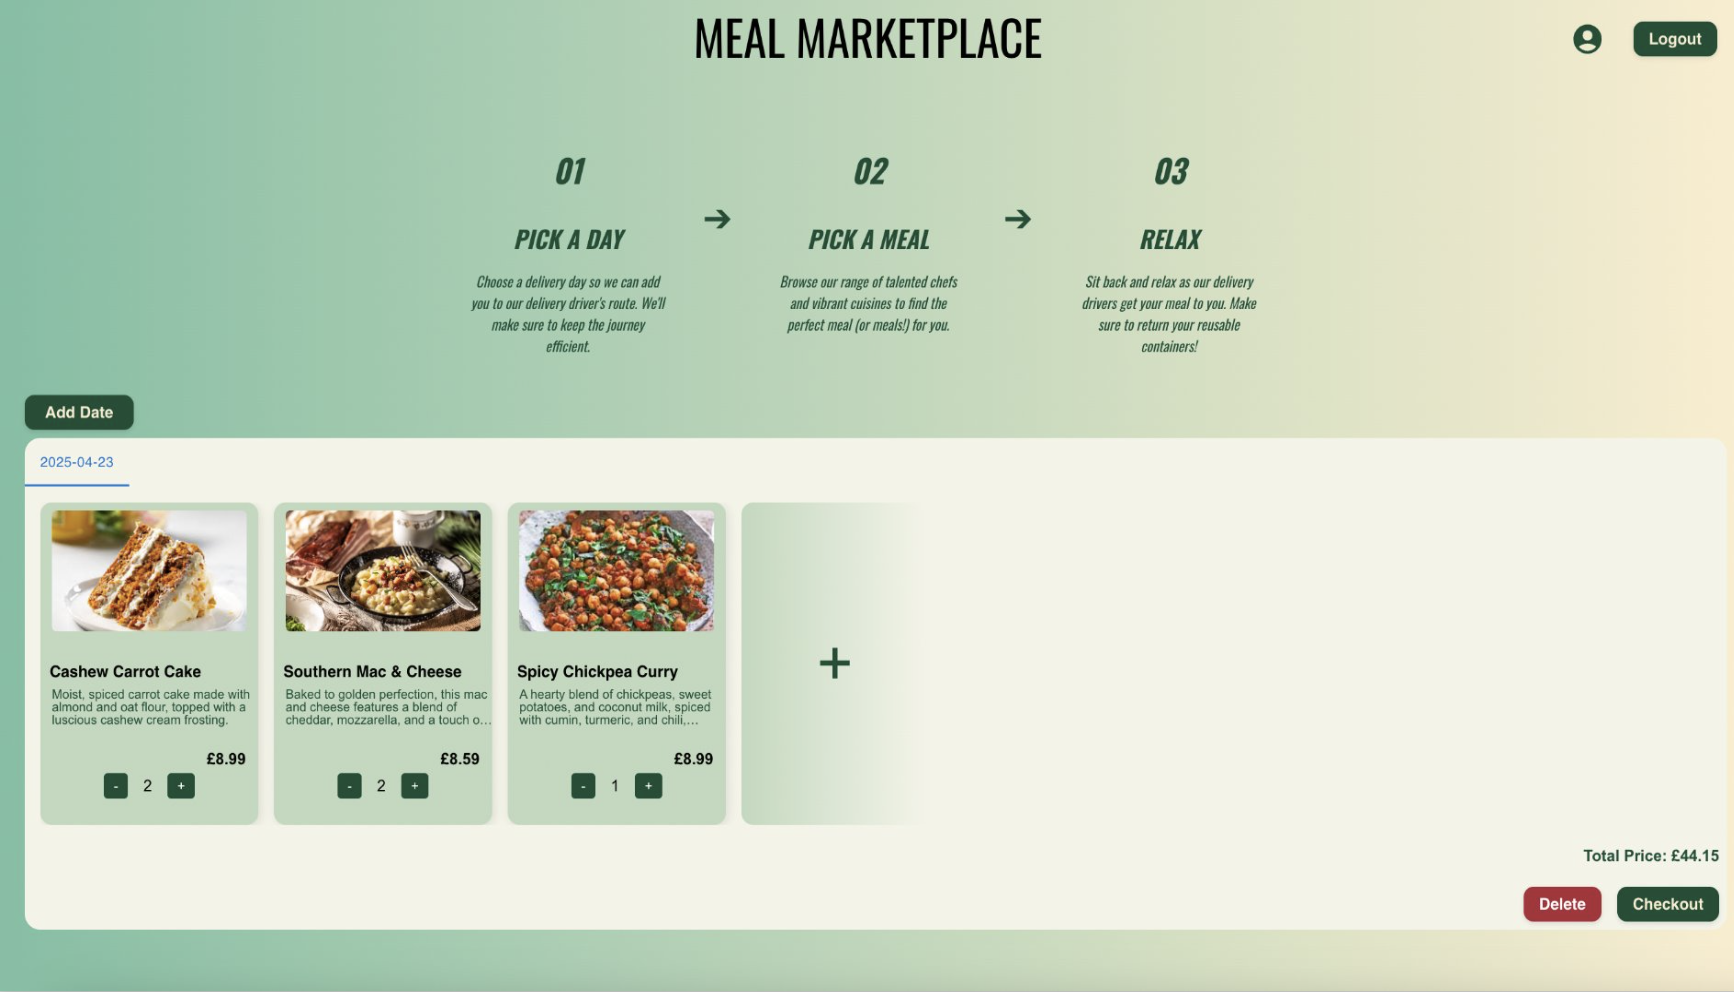 MEAL MARKETPLACE
Logout
01
PICK A DAY
Choose a delivery day so we can add
you to our delivery driver's route. We'll
make sure to keep the journey
efficient.
➔
02
PICK A MEAL
Browse our range of talented chefs
and vibrant cuisines to find the
perfect meal (or meals!) for you.
➔
03
RELAX
Sit back and relax as our delivery
drivers get your meal to you. Make
sure to return your reusable
containers!
Add Date
2025-04-23
Cashew Carrot Cake
Moist, spiced carrot cake made with
almond and oat flour, topped with a
luscious cashew cream frosting.
£8.99
- 2 +
Southern Mac & Cheese
Baked to golden perfection, this mac
and cheese features a blend of
cheddar, mozzarella, and a touch o...
£8.59
- 2 +
Spicy Chickpea Curry
A hearty blend of chickpeas, sweet
potatoes, and coconut milk, spiced
with cumin, turmeric, and chili,...
£8.99
- 1 +
+
Total Price: £44.15
Delete
Checkout